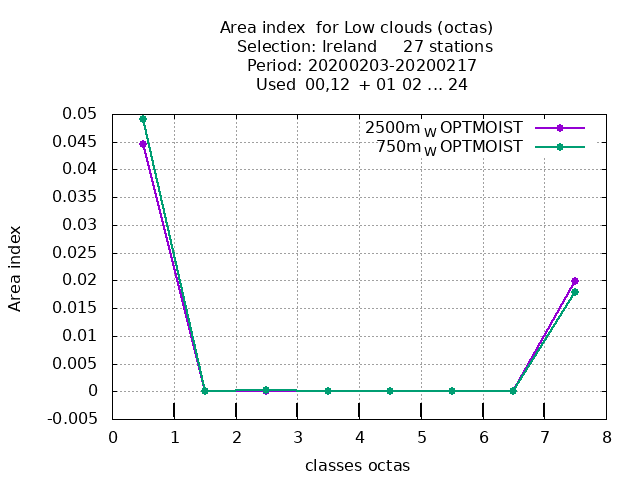 Area index  for Low clouds (octas)
Selection: Ireland     27 stations
Period: 20200203-20200217
Used  00,12  + 01 02 ... 24
2500m_W OPTMOIST
750m_W OPTMOIST
0.05
0.045
0.04
0.035
0.03
0.025
0.02
0.015
0.01
0.005
0
-0.005
Area index
0 1 2 3 4 5 6 7 8
classes octas